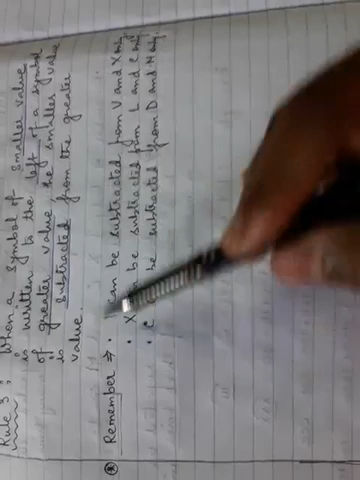 Rule 3 : When a symbol of smaller value
is written to the left of a symbol
of greater value, the smaller value
is subtracted from the greater
value.
Remember ⇒ • can be subtracted from V and X only
• X can be subtracted from L and C only
• C be subtracted from D and M only